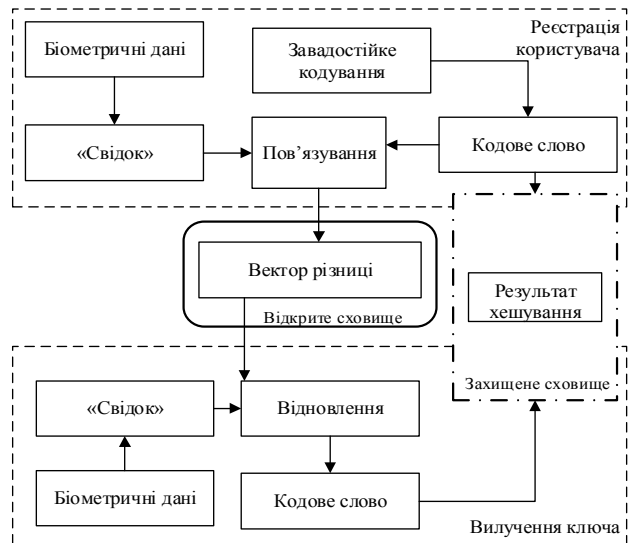 Реєстрація
користувача
Біометричні дані
Завадостійке
кодування
«Свідок»
Пов’язування
Кодове слово
Вектор різниці
Відкрите сховище
Результат
хешування
Захищене сховище
«Свідок»
Відновлення
Біометричні дані
Кодове слово
Вилучення ключа